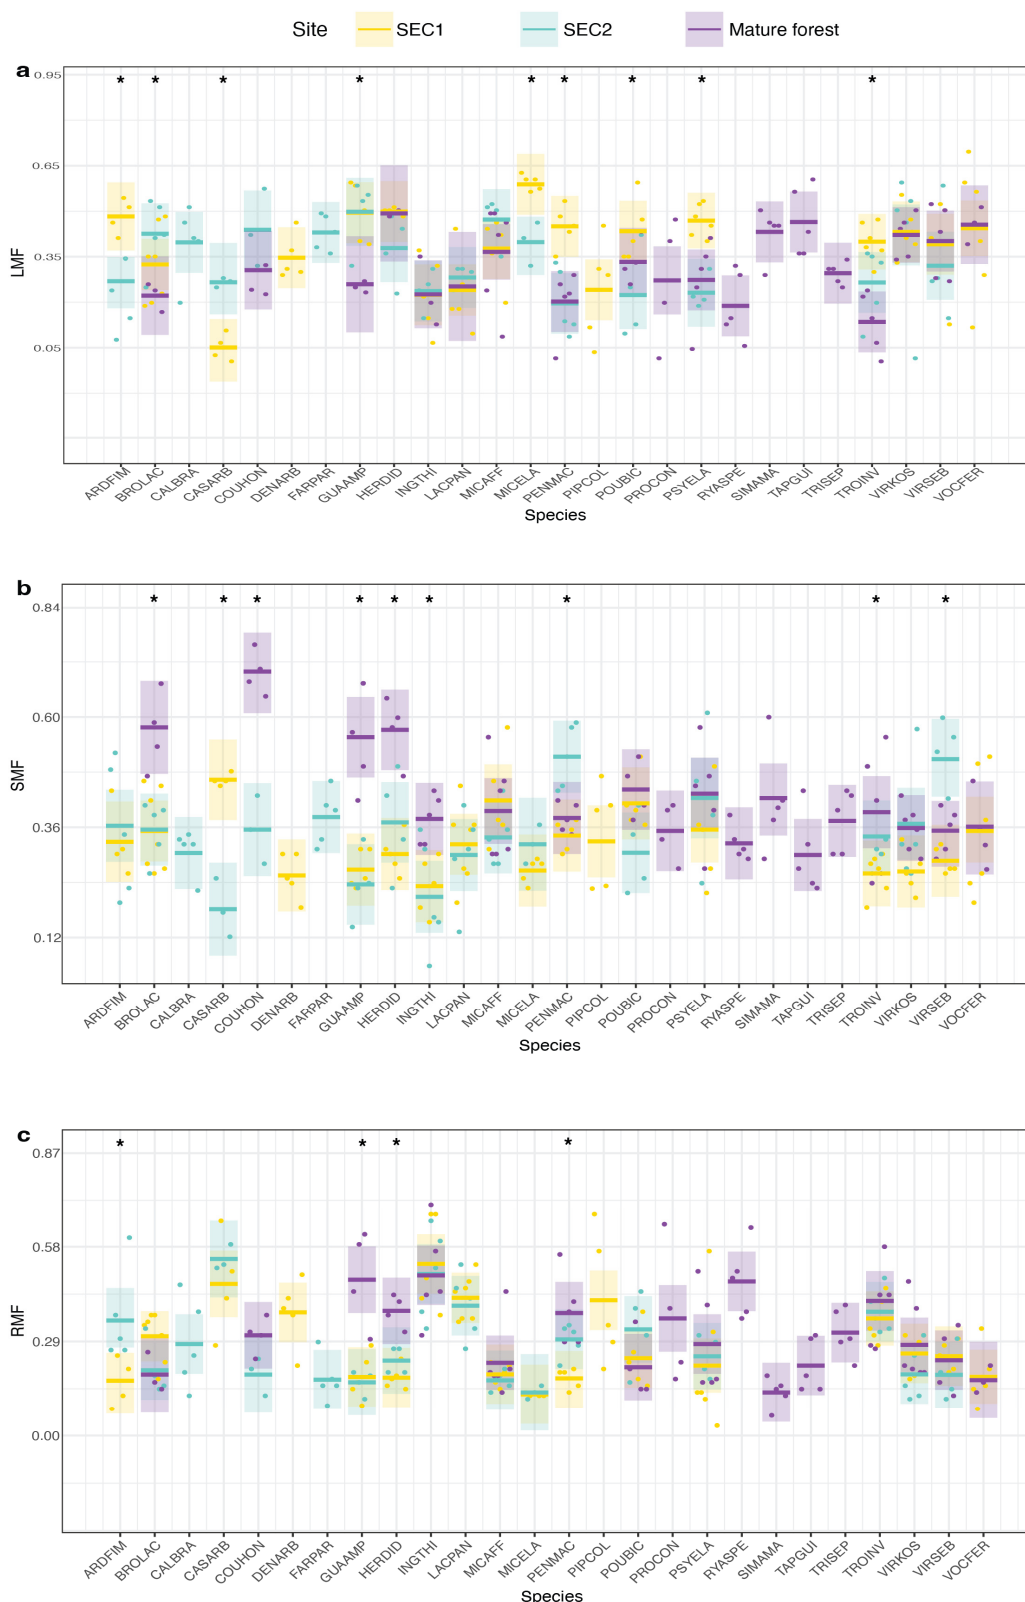 Site SEC1 SEC2 Mature forest
a
* * * * * * * * *
0.95
0.65
0.35
0.05
LMF
ARDFIM BROLAC CALBRA CASARB COUHON DENARB FARPAR GUAAMP HERDID INGTHI LACPAN MICAFF MICELA PENMAC PIPCOL POUBIC PROCON PSYELA RYASPE SIMAMA TAPGUI TRISEP TROINV VIRKOS VIRSEB VOCFER
Species
b
* * * * * * * * *
0.84
0.60
0.36
0.12
SMF
ARDFIM BROLAC CALBRA CASARB COUHON DENARB FARPAR GUAAMP HERDID INGTHI LACPAN MICAFF MICELA PENMAC PIPCOL POUBIC PROCON PSYELA RYASPE SIMAMA TAPGUI TRISEP TROINV VIRKOS VIRSEB VOCFER
Species
c
* * * *
0.87
0.58
0.29
0.00
RMF
ARDFIM BROLAC CALBRA CASARB COUHON DENARB FARPAR GUAAMP HERDID INGTHI LACPAN MICAFF MICELA PENMAC PIPCOL POUBIC PROCON PSYELA RYASPE SIMAMA TAPGUI TRISEP TROINV VIRKOS VIRSEB VOCFER
Species